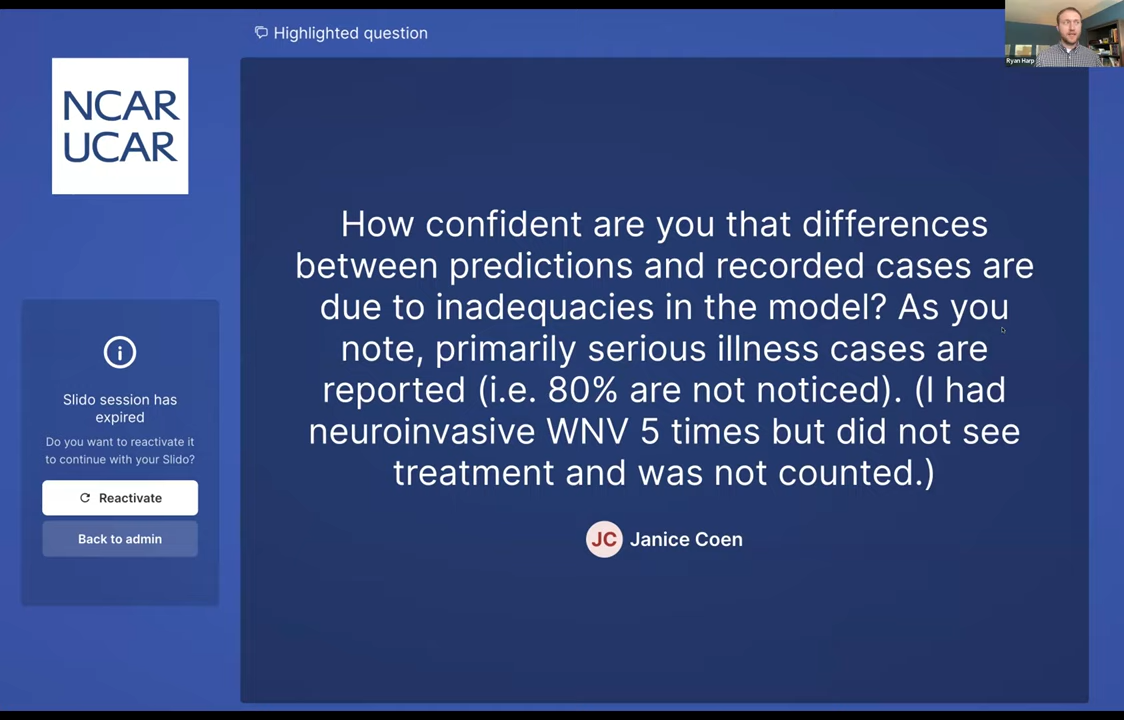 Highlighted question
Ryan Harp
NCAR
UCAR
How confident are you that differences
between predictions and recorded cases are
due to inadequacies in the model? As you
note, primarily serious illness cases are
reported (i.e. 80% are not noticed). (I had
neuroinvasive WNV 5 times but did not see
treatment and was not counted.)
JC Janice Coen
Slido session has
expired
Do you want to reactivate it
to continue with your Slido?
Reactivate
Back to admin